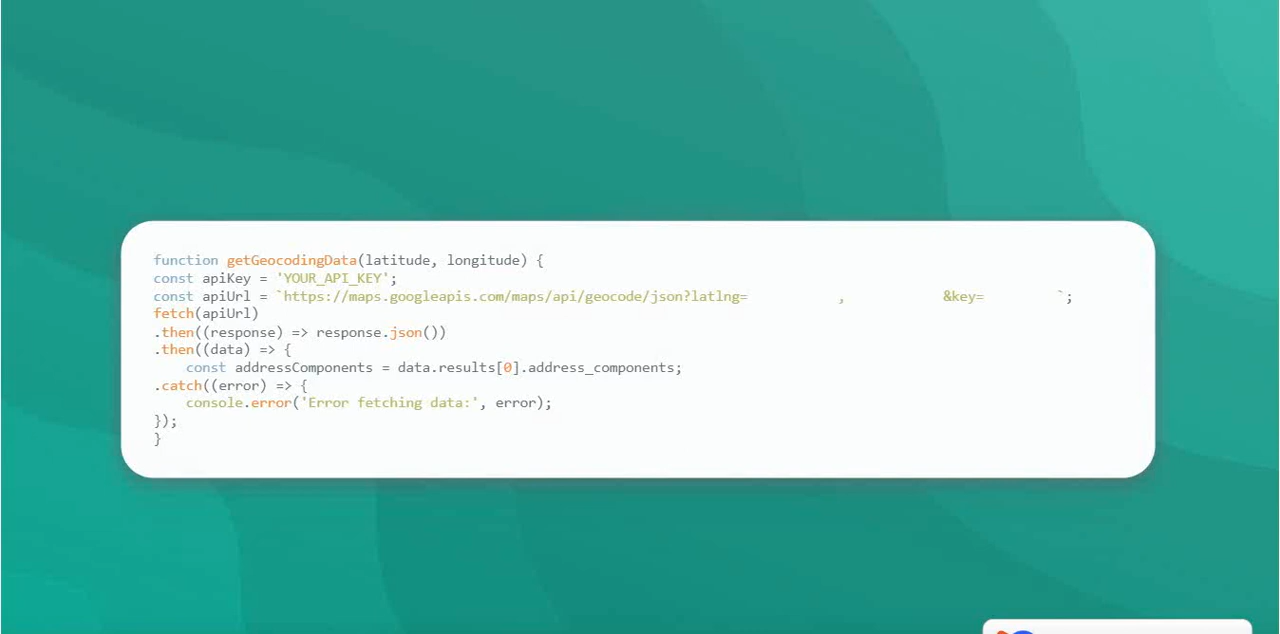 function getGeocodingData(latitude, longitude) {
const apiKey = 'YOUR_API_KEY';
const apiUrl = `https://maps.googleapis.com/maps/api/geocode/json?latlng= , &key= `;
fetch(apiUrl)
.then((response) => response.json())
.then((data) => {
const addressComponents = data.results[0].address_components;
.catch((error) => {
console.error('Error fetching data:', error);
});
}